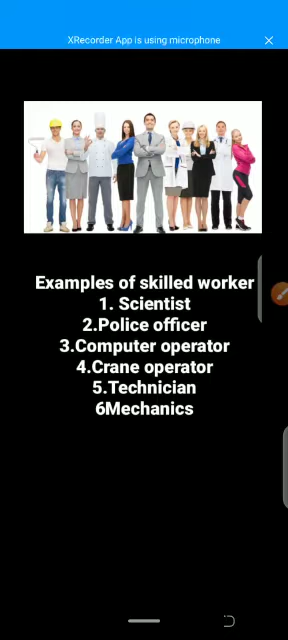 XRecorder App is using microphone
Examples of skilled worker
1. Scientist
2.Police officer
3.Computer operator
4.Crane operator
5.Technician
6Mechanics